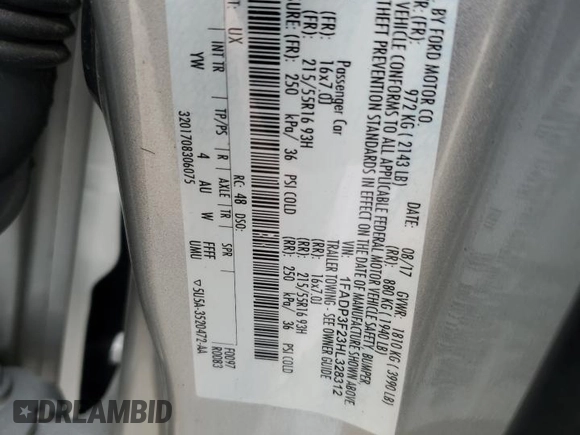 BY FORD MOTOR CO.
DATE: 08/17 GVWR: 1810 KG ( 3990 LB)
(FR): 972 KG ( 2143 LB) (RR): 880 KG ( 1940 LB)
VEHICLE CONFORMS TO ALL APPLICABLE FEDERAL MOTOR VEHICLE SAFETY, BUMPER,
THEFT PREVENTION STANDARDS IN EFFECT ON THE DATE OF MANUFACTURE SHOWN ABOVE.
VIN: 1FADP3F23HL328312
Passenger Car TRAILER TOWING - SEE OWNER GUIDE
(FR): 16x7.0J (RR): 16x7.0J
(FR): 215/55R16 93H (RR): 215/55R16 93H
(FR): 250 kPa/ 36 PSI COLD (RR): 250 kPa/ 36 PSI COLD
UX RC: 48 DSO:
INT TR TP/PS R AXLE TR SPR F0097
YW 4 AU W FFFF UMU R0083
3201708306075 ▽5U5A-3520472-AA
DREAMBID